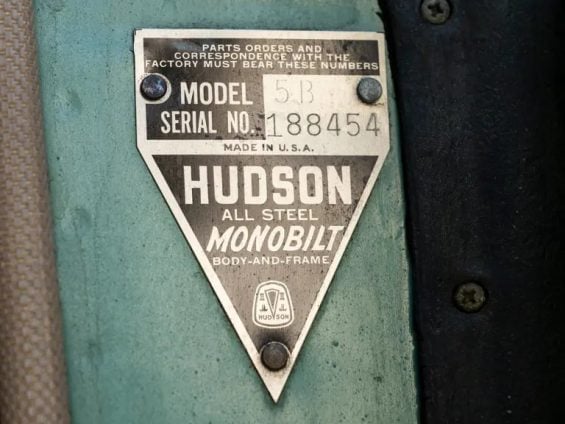 PARTS ORDERS AND
CORRESPONDENCE WITH THE
FACTORY MUST BEAR THESE NUMBERS
MODEL 5B
SERIAL NO. 188454
MADE IN U.S.A.
HUDSON
ALL STEEL
MONOBILT
BODY-AND-FRAME
HUDSON